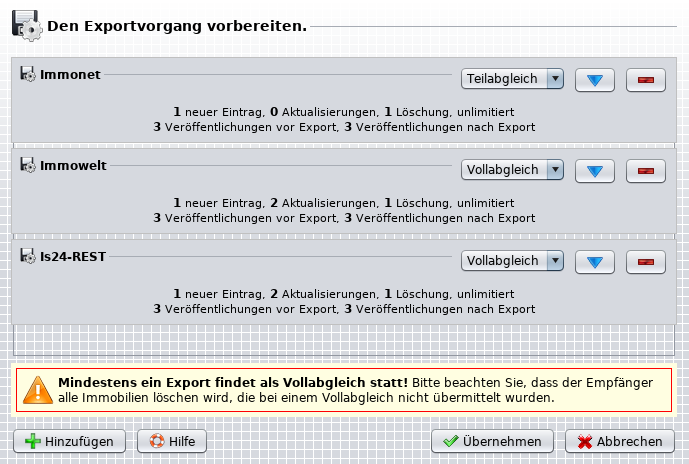 Den Exportvorgang vorbereiten.
Immonet
Teilabgleich
1 neuer Eintrag, 0 Aktualisierungen, 1 Löschung, unlimitiert
3 Veröffentlichungen vor Export, 3 Veröffentlichungen nach Export
Immowelt
Vollabgleich
1 neuer Eintrag, 2 Aktualisierungen, 1 Löschung, unlimitiert
3 Veröffentlichungen vor Export, 3 Veröffentlichungen nach Export
Is24-REST
Vollabgleich
1 neuer Eintrag, 2 Aktualisierungen, 1 Löschung, unlimitiert
3 Veröffentlichungen vor Export, 3 Veröffentlichungen nach Export
Mindestens ein Export findet als Vollabgleich statt! Bitte beachten Sie, dass der Empfänger
alle Immobilien löschen wird, die bei einem Vollabgleich nicht übermittelt wurden.
Hinzufügen
Hilfe
Übernehmen
Abbrechen